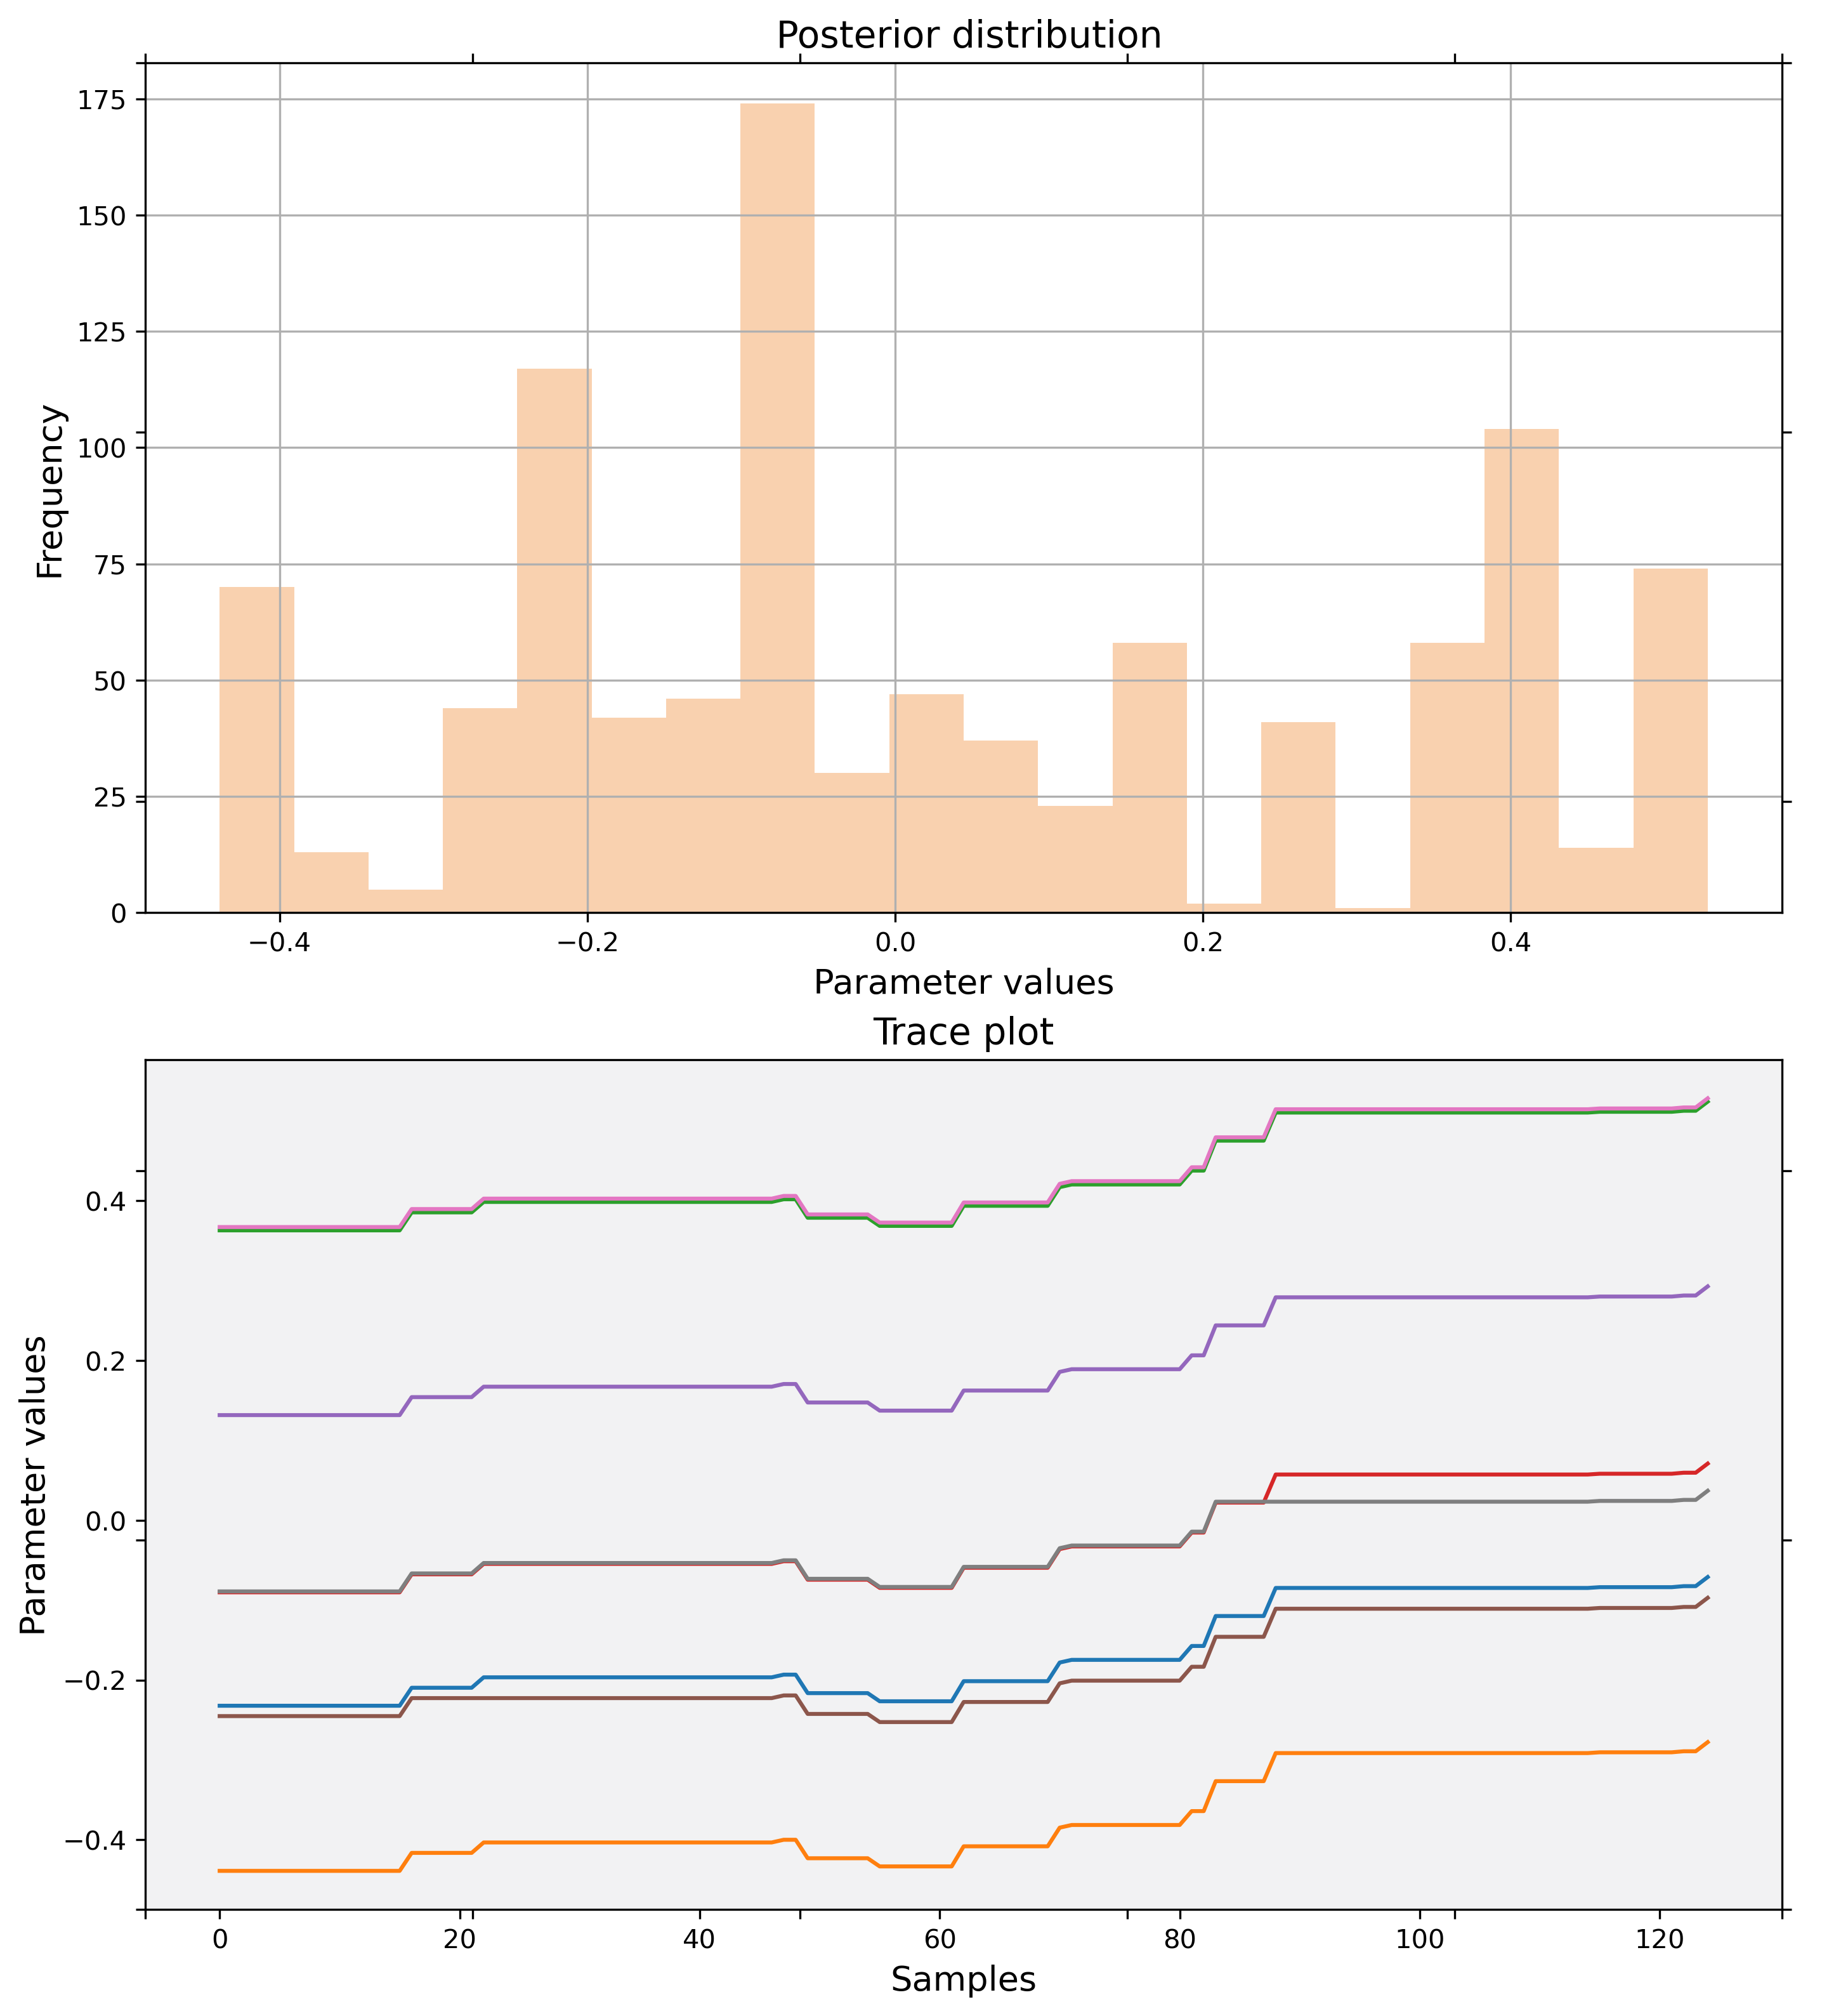 Posterior distribution
175
150
125
100
75
50
25
0
Frequency
−0.4 −0.2 0.0 0.2 0.4
Parameter values
Trace plot
0.4
0.2
0.0
−0.2
−0.4
Parameter values
0 20 40 60 80 100 120
Samples